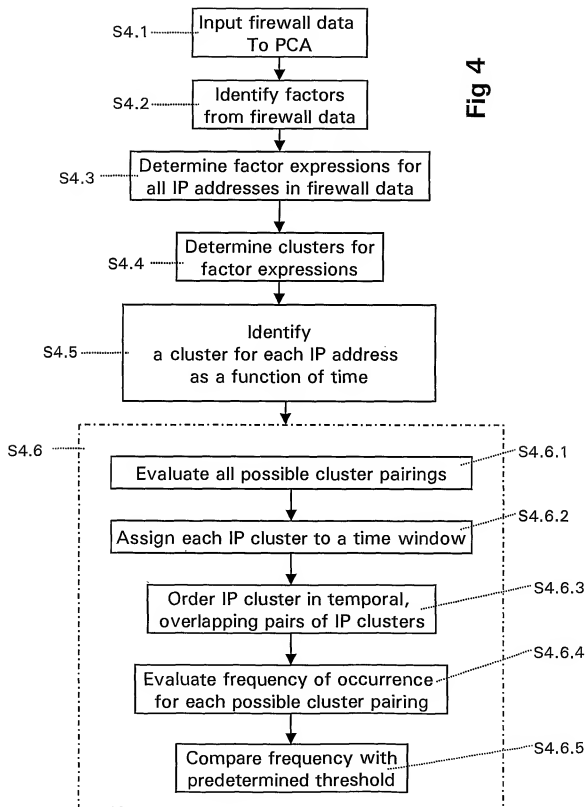 S4.1
Input firewall data
To PCA
Fig 4
S4.2
Identify factors
from firewall data
S4.3
Determine factor expressions for
all IP addresses in firewall data
S4.4
Determine clusters for
factor expressions
S4.5
Identify
a cluster for each IP address
as a function of time
S4.6
S4.6.1
Evaluate all possible cluster pairings
S4.6.2
Assign each IP cluster to a time window
S4.6.3
Order IP cluster in temporal,
overlapping pairs of IP clusters
S4.6.4
Evaluate frequency of occurrence
for each possible cluster pairing
S4.6.5
Compare frequency with
predetermined threshold